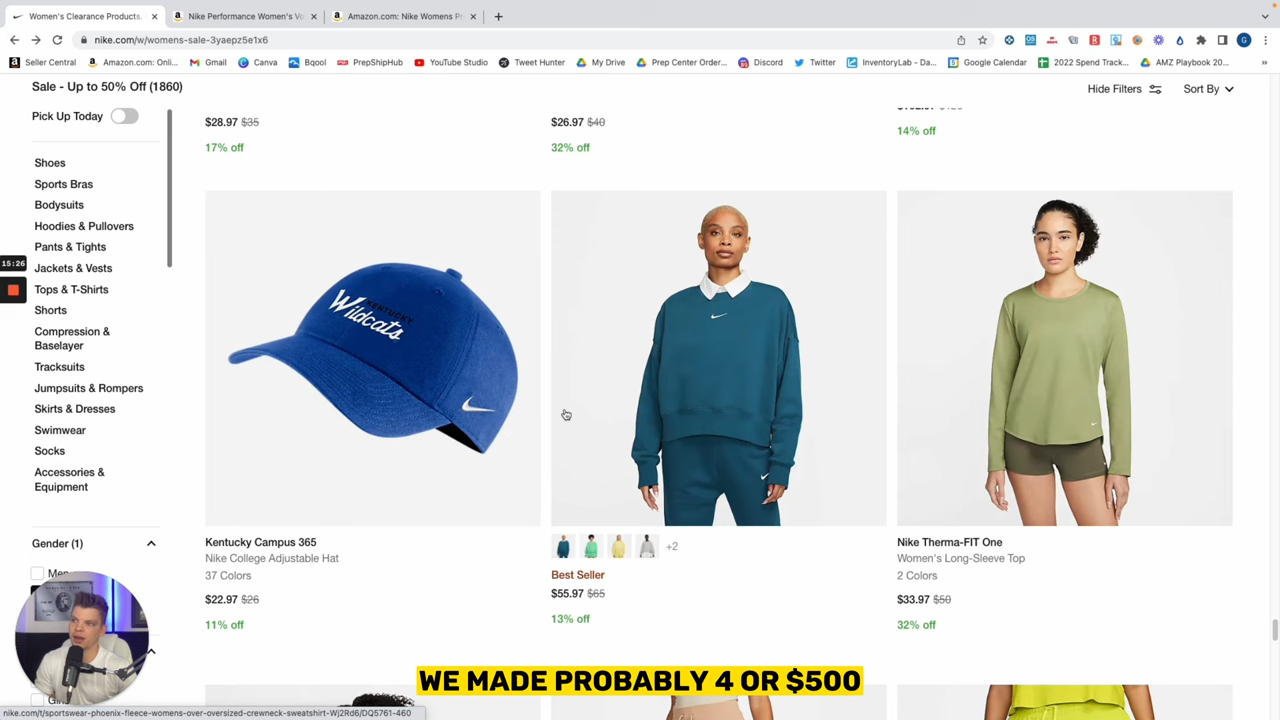 Women's Clearance Products.
Nike Performance Women's Vo
Amazon.com: Nike Womens Pr
nike.com/w/womens-sale-3yaepz5e1x6
Seller Central
Amazon.com: Onli...
Gmail
Canva
Bqool
PrepShipHub
YouTube Studio
Tweet Hunter
My Drive
Prep Center Order...
Discord
Twitter
InventoryLab - Da...
Google Calendar
2022 Spend Track...
AMZ Playbook 20...
Sale - Up to 50% Off (1860)
Hide Filters
Sort By
Pick Up Today
Shoes
Sports Bras
Bodysuits
Hoodies & Pullovers
Pants & Tights
Jackets & Vests
Tops & T-Shirts
Shorts
Compression &
Baselayer
Tracksuits
Jumpsuits & Rompers
Skirts & Dresses
Swimwear
Socks
Accessories &
Equipment
Gender (1)
Men
15:26
$28.97 $35
17% off
$26.97 $40
32% off
14% off
KENTUCKY
Wildcats
Kentucky Campus 365
Nike College Adjustable Hat
37 Colors
$22.97 $26
11% off
+2
Best Seller
$55.97 $65
13% off
Nike Therma-FIT One
Women's Long-Sleeve Top
2 Colors
$33.97 $50
32% off
WE MADE PROBABLY 4 OR $500
nike.com/t/sportswear-phoenix-fleece-womens-over-oversized-crewneck-sweatshirt-Wj2Rd6/DQ5761-460